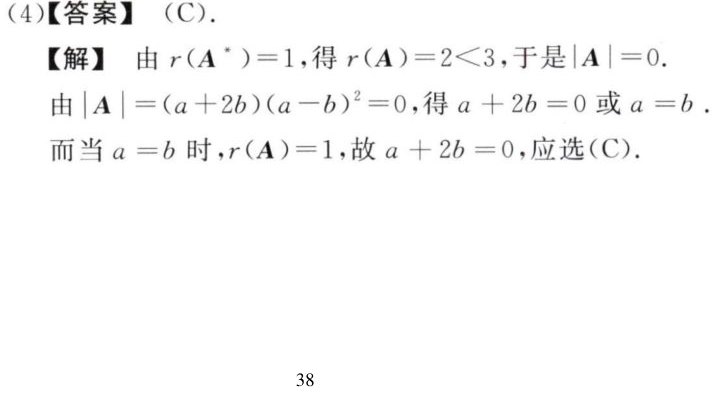 (4)【答案】 (C).
【解】 由 r(A*)=1,得 r(A)=2<3,于是|A|=0.
由|A|=(a+2b)(a-b)²=0,得 a+2b=0 或 a=b.
而当 a=b 时,r(A)=1,故 a+2b=0,应选(C).
38